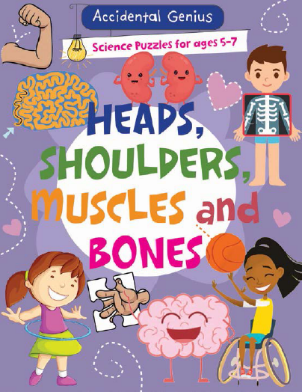 Accidental Genius
Science Puzzles for ages 5-7
HEADS,
SHOULDERS,
MUSCLES and
BONES